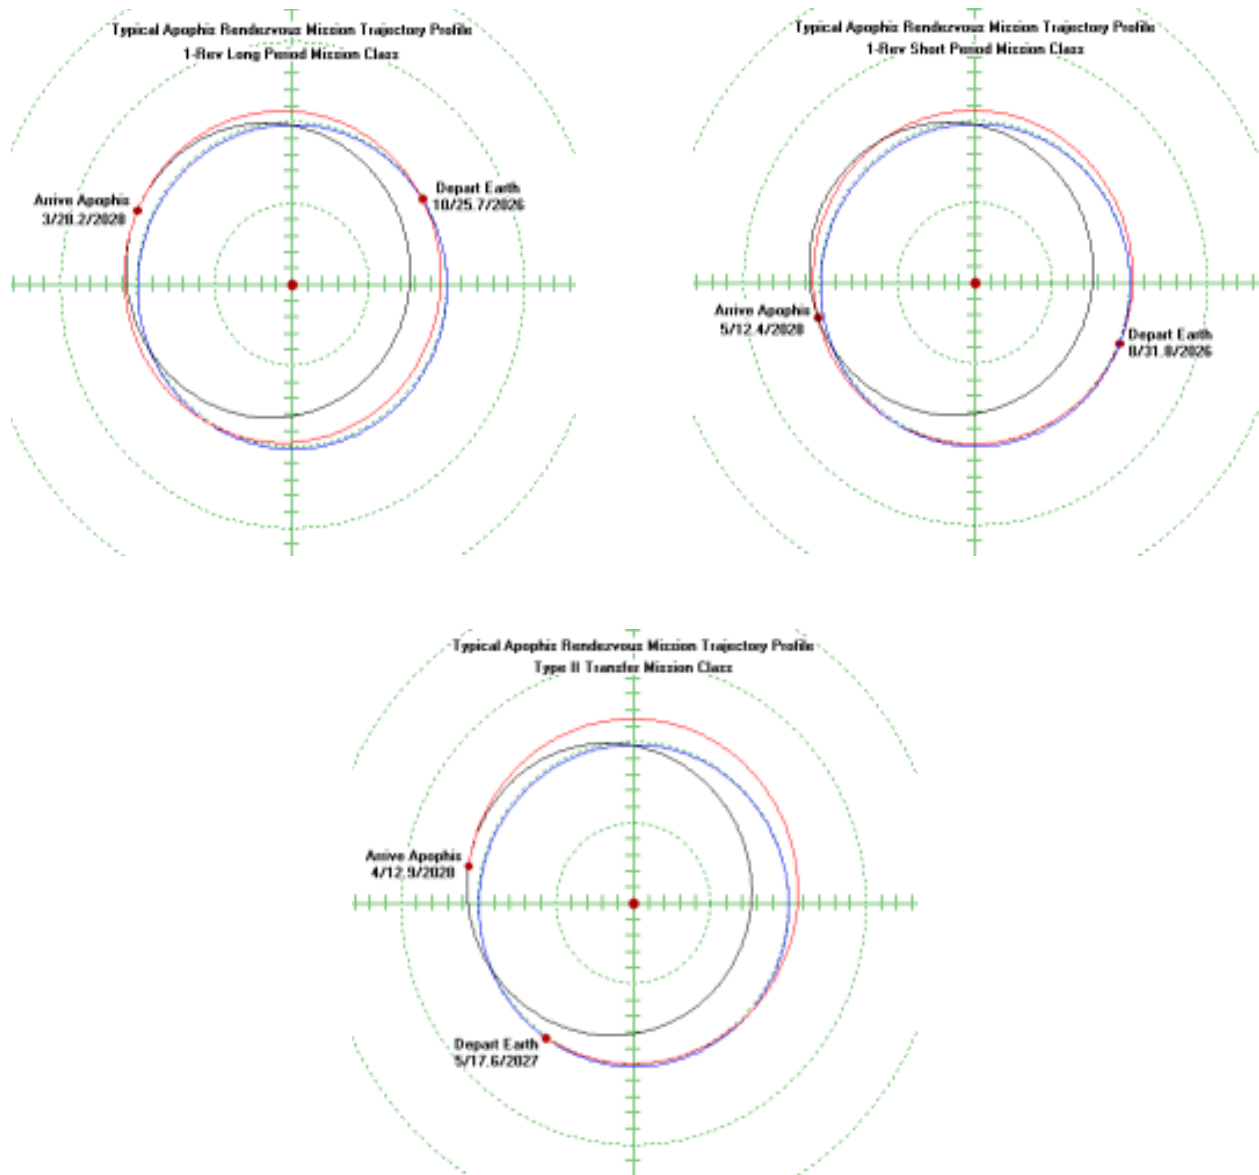 Typical Apophis Rendezvous Mission Trajectory Profile
1-Rev Long Period Mission Class
Depart Earth
10/25.7/2026
Arrive Apophis
3/28.2/2028
Typical Apophis Rendezvous Mission Trajectory Profile
1-Rev Short Period Mission Class
Arrive Apophis
5/12.4/2028
Depart Earth
8/31.8/2026
Typical Apophis Rendezvous Mission Trajectory Profile
Type II Transfer Mission Class
Arrive Apophis
4/12.9/2028
Depart Earth
5/17.6/2027